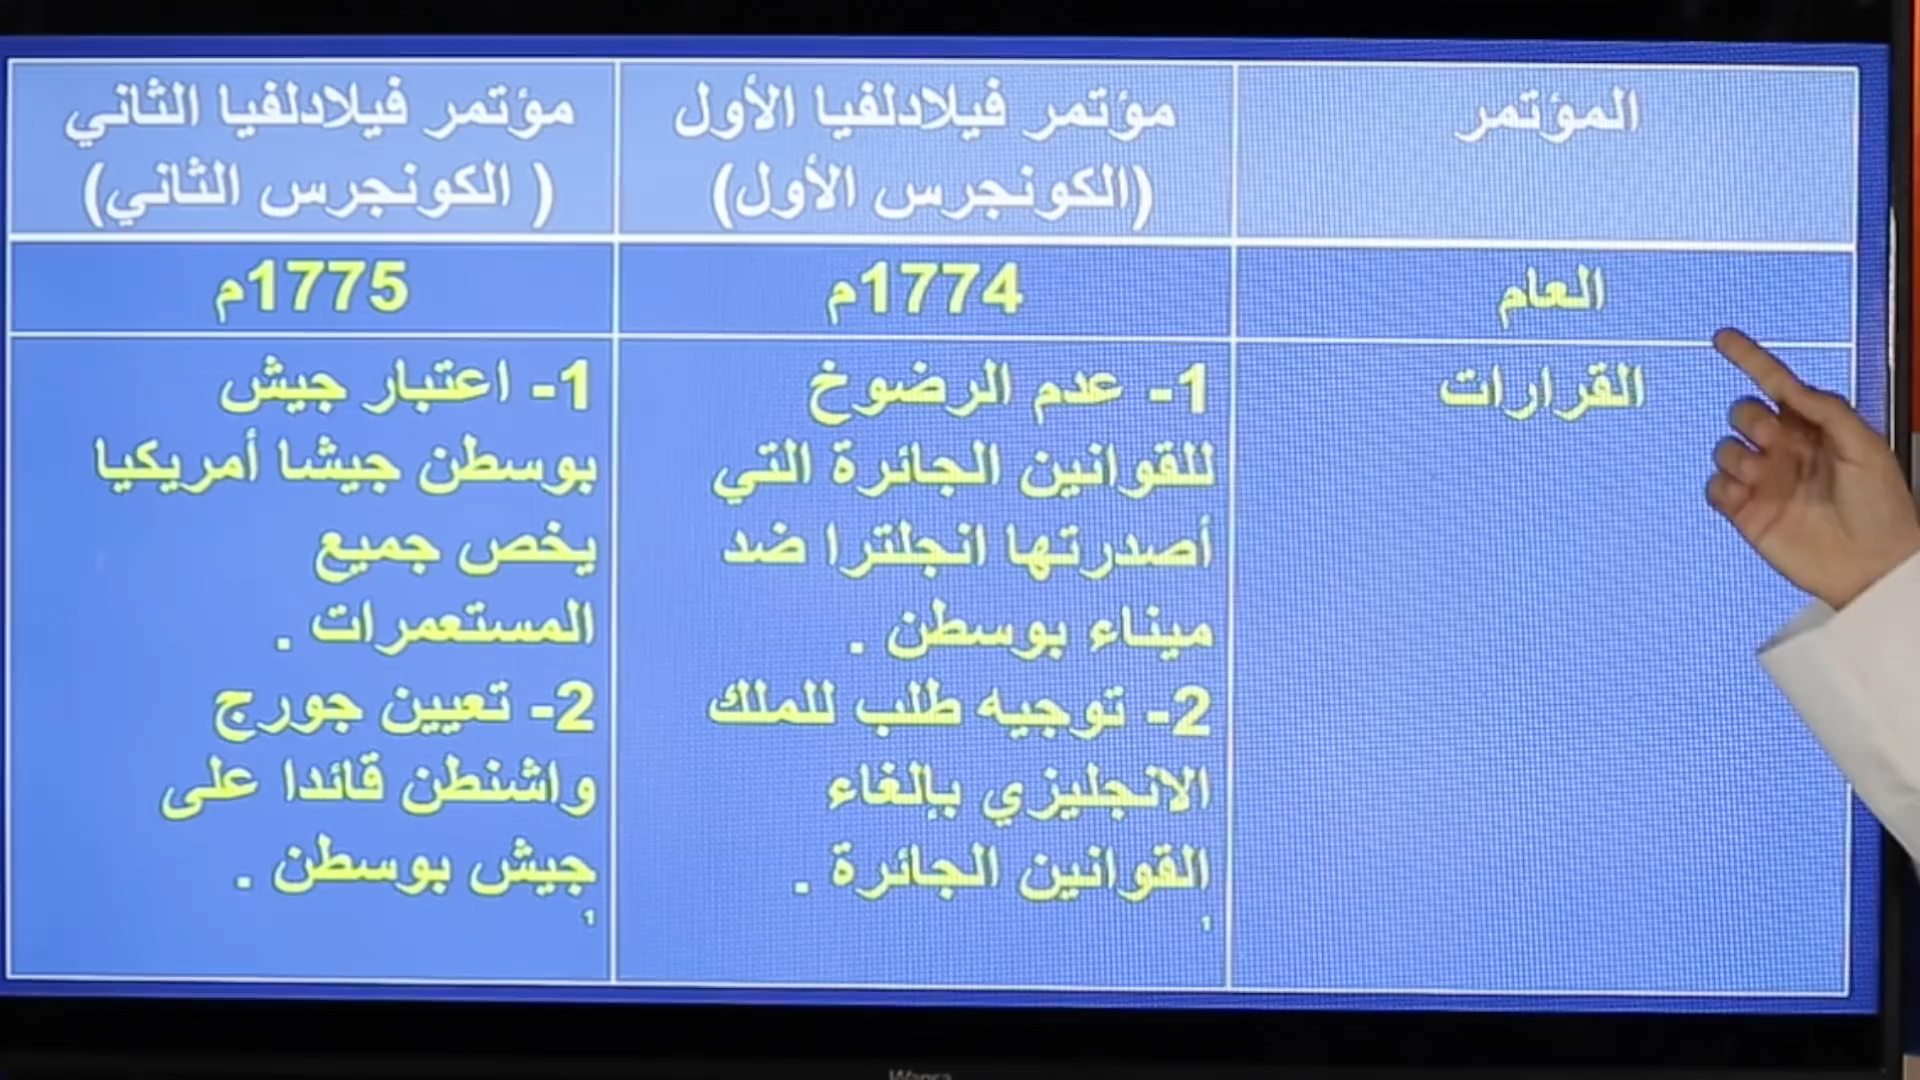 المؤتمر
مؤتمر فيلادلفيا الأول
(الكونجرس الأول)
مؤتمر فيلادلفيا الثاني
( الكونجرس الثاني)
العام
1774م
1775م
القرارات
1- عدم الرضوخ
للقوانين الجائرة التي
أصدرتها انجلترا ضد
ميناء بوسطن .
2- توجيه طلب للملك
الانجليزي بإلغاء
القوانين الجائرة .
1- اعتبار جيش
بوسطن جيشا أمريكيا
يخص جميع
المستعمرات .
2- تعيين جورج
واشنطن قائدا على
جيش بوسطن .